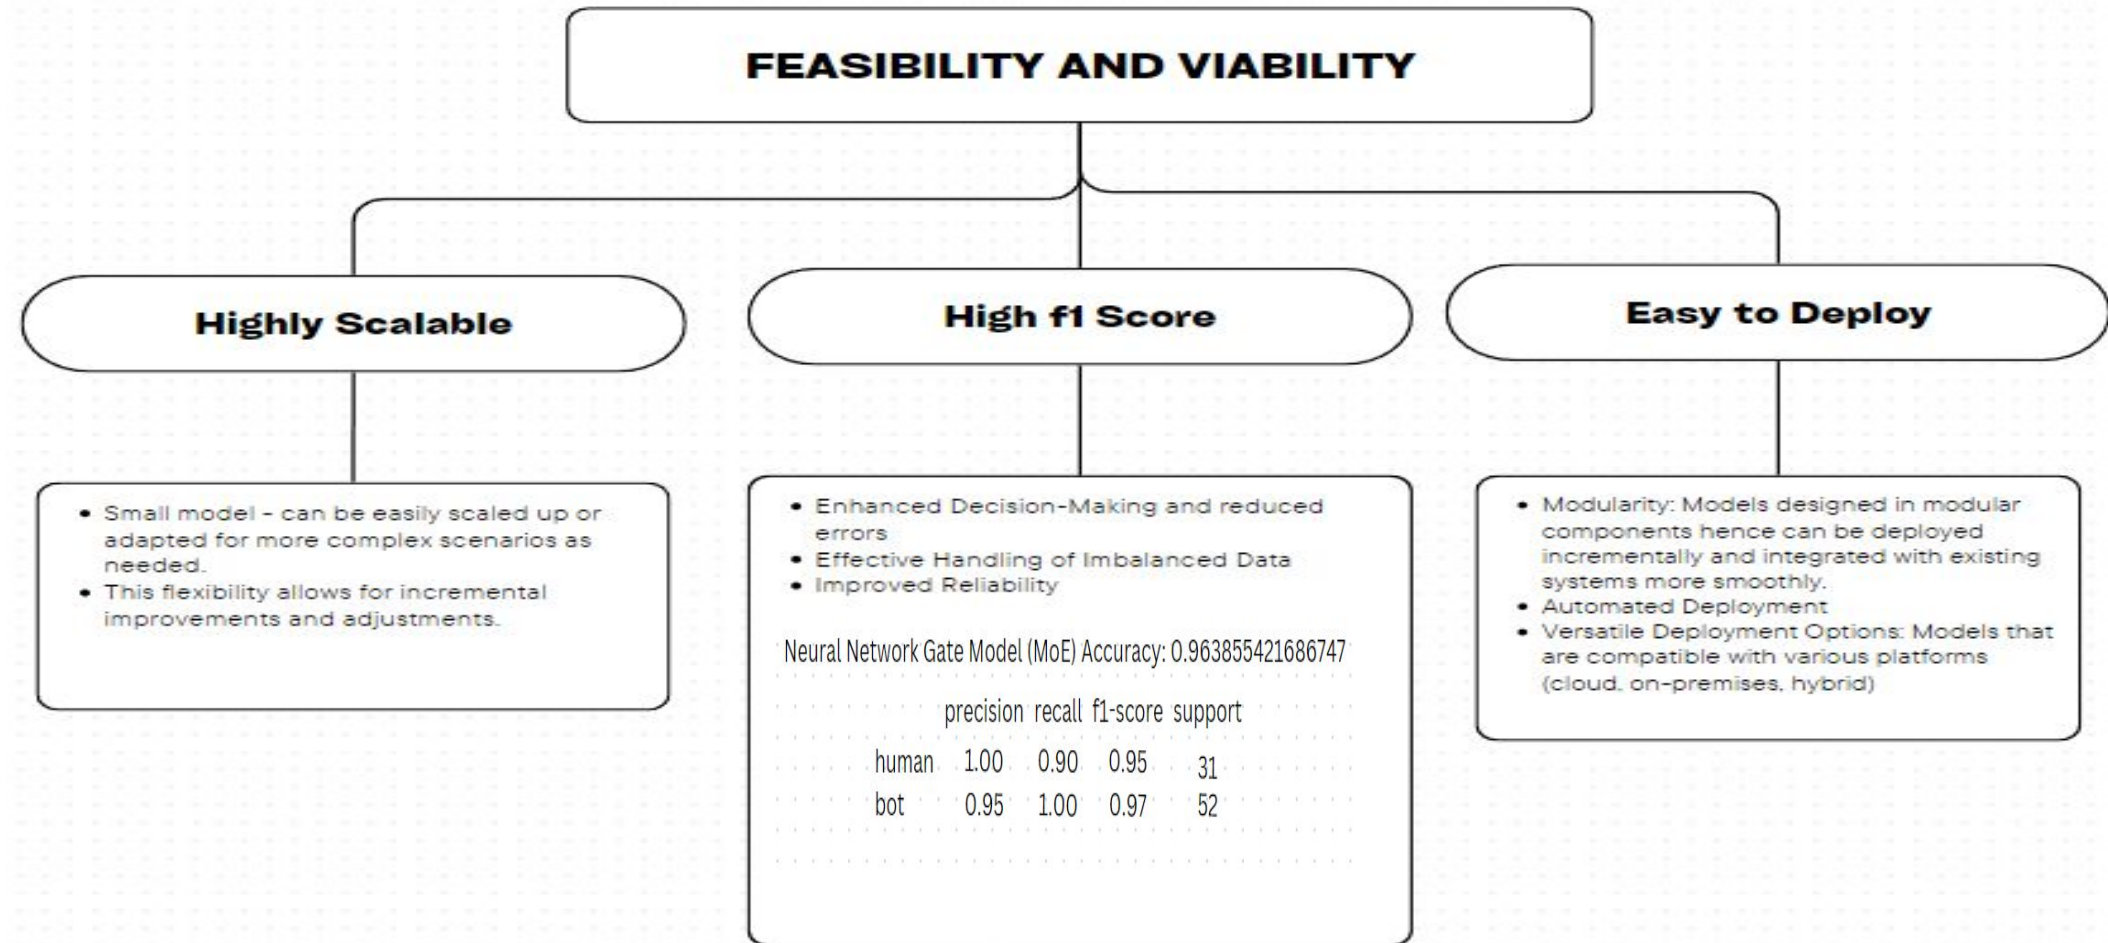 FEASIBILITY AND VIABILITY
Highly Scalable
• Small model - can be easily scaled up or
adapted for more complex scenarios as
needed.
• This flexibility allows for incremental
improvements and adjustments.
High f1 Score
• Enhanced Decision-Making and reduced
errors
• Effective Handling of Imbalanced Data
• Improved Reliability
Neural Network Gate Model (MoE) Accuracy: 0.963855421686747
precision recall f1-score support
human 1.00 0.90 0.95 31
bot 0.95 1.00 0.97 52
Easy to Deploy
• Modularity: Models designed in modular
components hence can be deployed
incrementally and integrated with existing
systems more smoothly.
• Automated Deployment
• Versatile Deployment Options: Models that
are compatible with various platforms
(cloud, on-premises, hybrid)